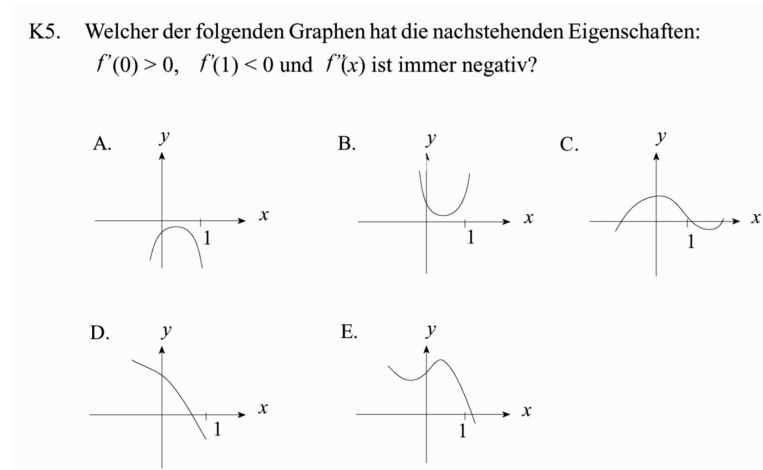 K5. Welcher der folgenden Graphen hat die nachstehenden Eigenschaften:
f'(0) > 0, f'(1) < 0 und f''(x) ist immer negativ?
A. y x 1
B. y x 1
C. y x 1
D. y x 1
E. y x 1